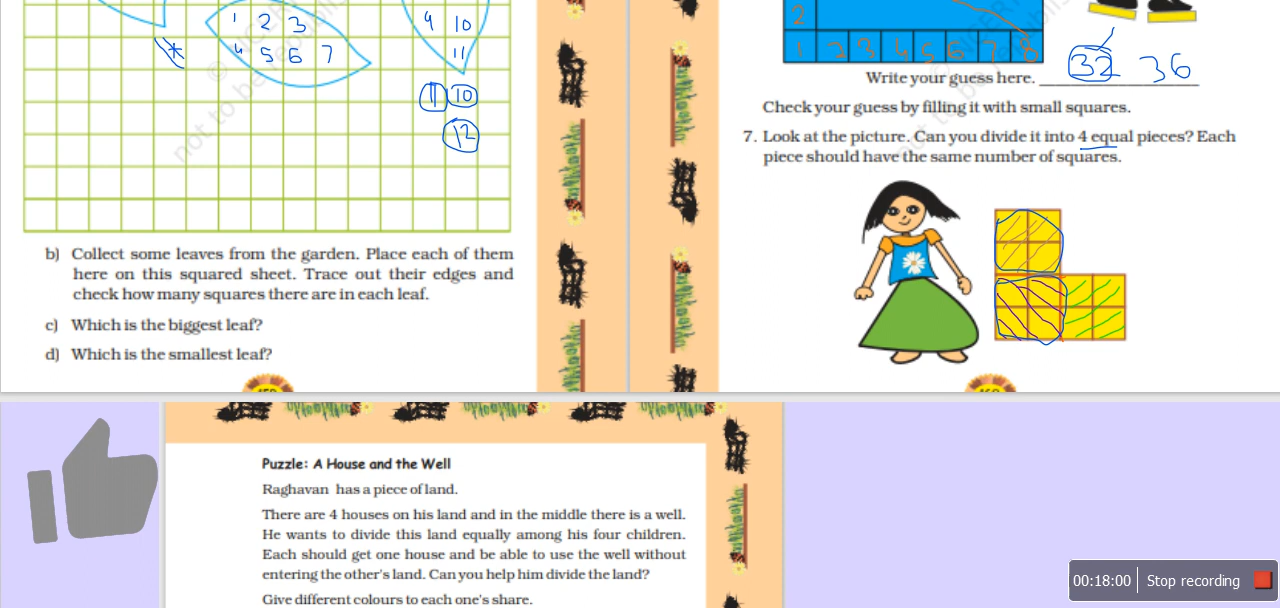 1 2 3
4 5 6 7
9 10
11
11 10
12
not to be republished
b) Collect some leaves from the garden. Place each of them
here on this squared sheet. Trace out their edges and
check how many squares there are in each leaf.
c) Which is the biggest leaf?
d) Which is the smallest leaf?
2
1 2 3 4 5 6 7 8
Write your guess here. 32 36
Check your guess by filling it with small squares.
7. Look at the picture. Can you divide it into 4 equal pieces? Each
piece should have the same number of squares.
Puzzle: A House and the Well
Raghavan has a piece of land.
There are 4 houses on his land and in the middle there is a well.
He wants to divide this land equally among his four children.
Each should get one house and be able to use the well without
entering the other's land. Can you help him divide the land?
Give different colours to each one's share.
00:18:00 Stop recording